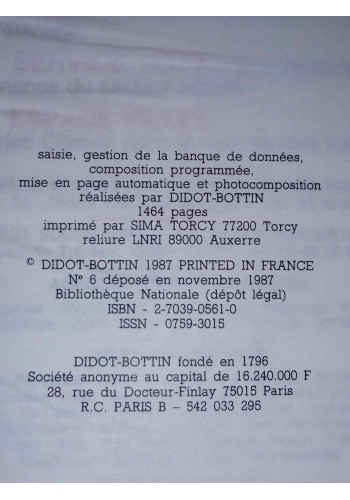 saisie, gestion de la banque de données,
composition programmée,
mise en page automatique et photocomposition
réalisées par DIDOT-BOTTIN
1464 pages
imprimé par SIMA TORCY 77200 Torcy
reliure LNRI 89000 Auxerre
© DIDOT-BOTTIN 1987 PRINTED IN FRANCE
N° 6 déposé en novembre 1987
Bibliothèque Nationale (dépôt légal)
ISBN - 2-7039-0561-0
ISSN - 0759-3015
DIDOT-BOTTIN fondé en 1796
Société anonyme au capital de 16.240.000 F
28, rue du Docteur-Finlay 75015 Paris
R.C. PARIS B - 542 033 295